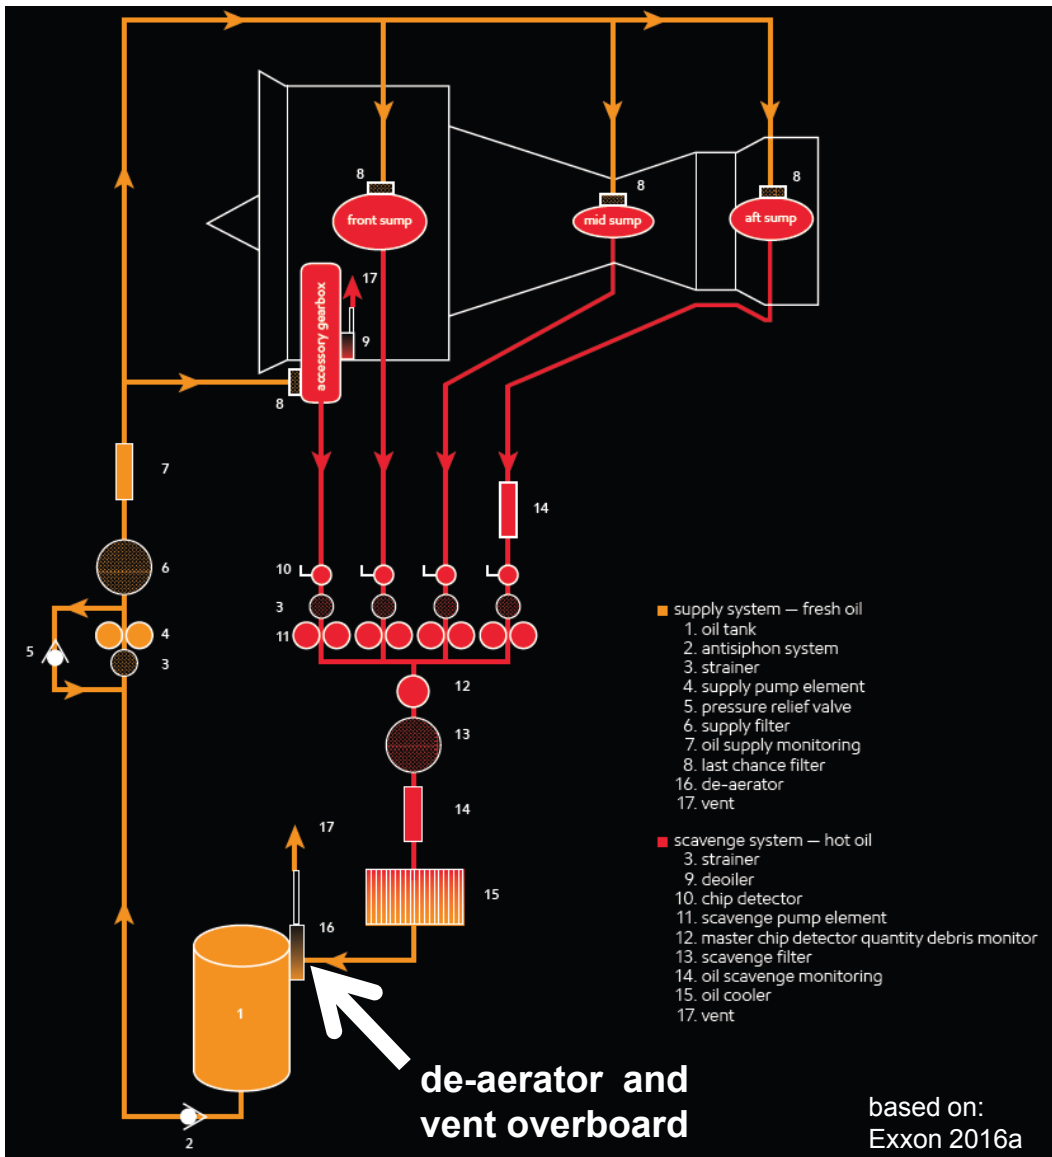 8
8
8
front sump
mid sump
aft sump
17
accessory gearbox
9
8
7
14
6
10
3
4
11
5
3
12
13
14
17
15
16
1
2
■ supply system — fresh oil
1. oil tank
2. antisiphon system
3. strainer
4. supply pump element
5. pressure relief valve
6. supply filter
7. oil supply monitoring
8. last chance filter
16. de-aerator
17. vent
■ scavenge system — hot oil
3. strainer
9. deoiler
10. chip detector
11. scavenge pump element
12. master chip detector quantity debris monitor
13. scavenge filter
14. oil scavenge monitoring
15. oil cooler
17. vent
de-aerator and
vent overboard
based on:
Exxon 2016a